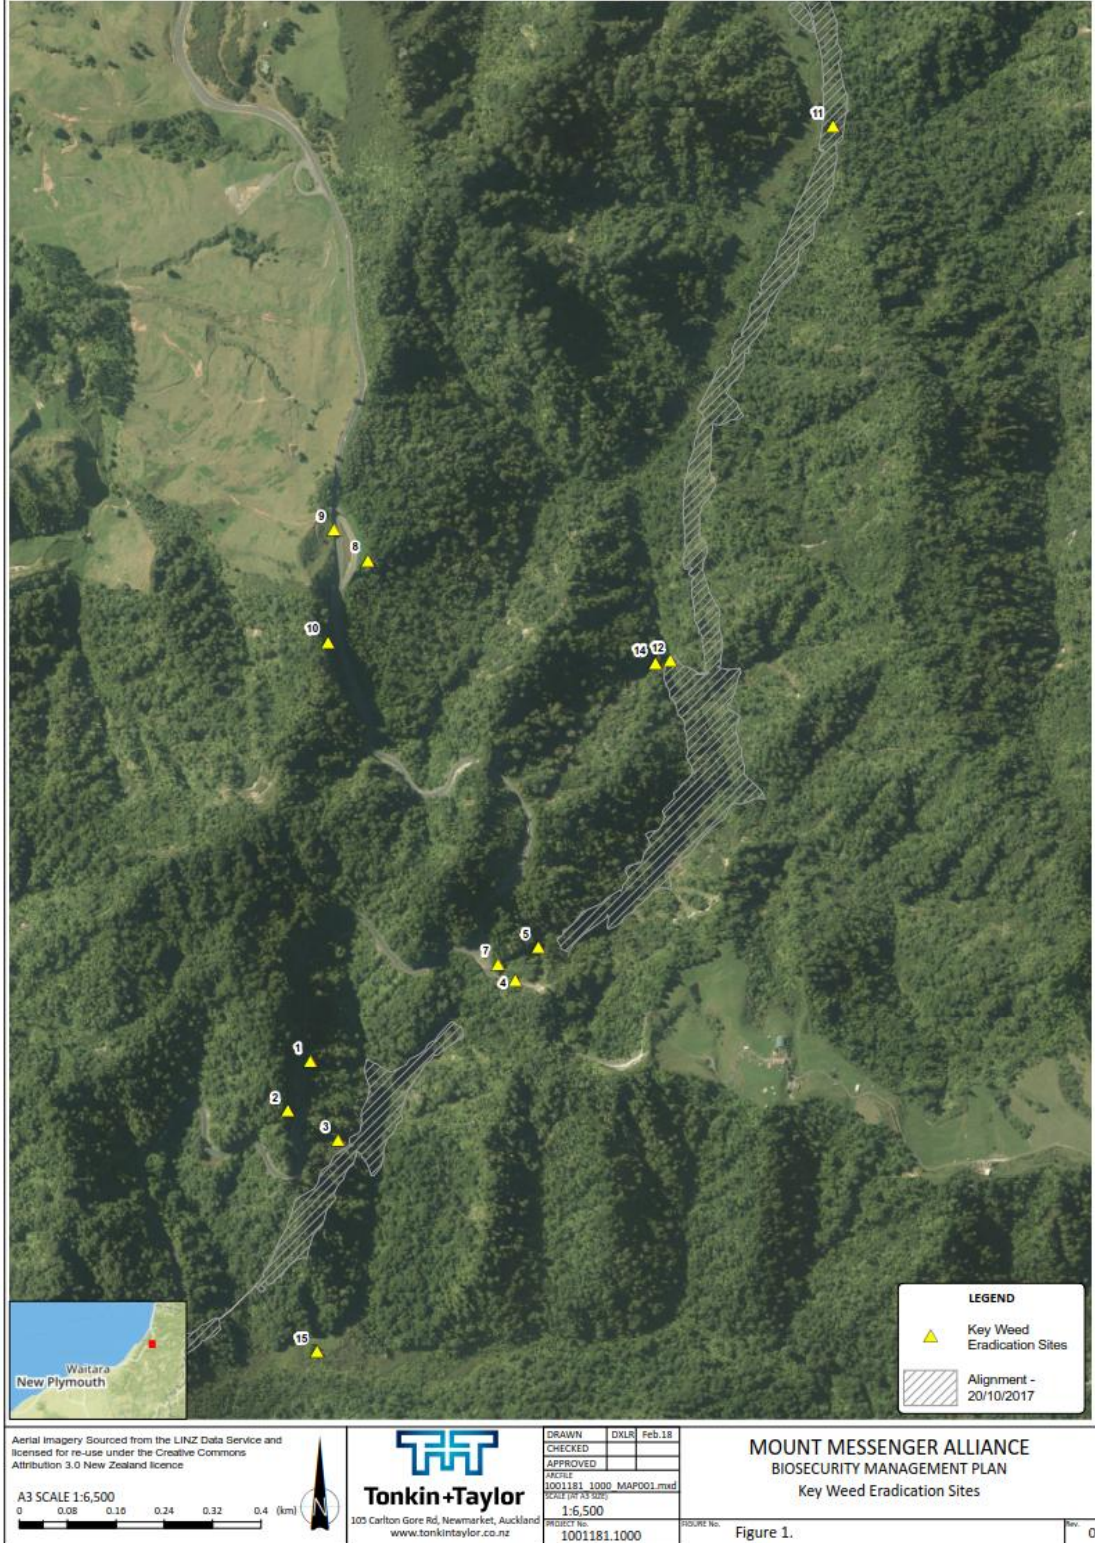 11
9
8
10
14 12
5
7
4
1
2
3
15
Waitara
New Plymouth
LEGEND
Key Weed
Eradication Sites
Alignment -
20/10/2017
Aerial Imagery Sourced from the LINZ Data Service and
licensed for re-use under the Creative Commons
Attribution 3.0 New Zealand licence
A3 SCALE 1:6,500
0 0.08 0.16 0.24 0.32 0.4 (km)
N
T+T
Tonkin+Taylor
105 Carlton Gore Rd, Newmarket, Auckland
www.tonkintaylor.co.nz
DRAWN DXLR Feb.18
CHECKED
APPROVED
ARCFILE
1001181_1000_MAP001.mxd
SCALE (AT A3 SIZE)
1:6,500
PROJECT No.
1001181.1000
MOUNT MESSENGER ALLIANCE
BIOSECURITY MANAGEMENT PLAN
Key Weed Eradication Sites
FIGURE No. Figure 1.
Rev. 0